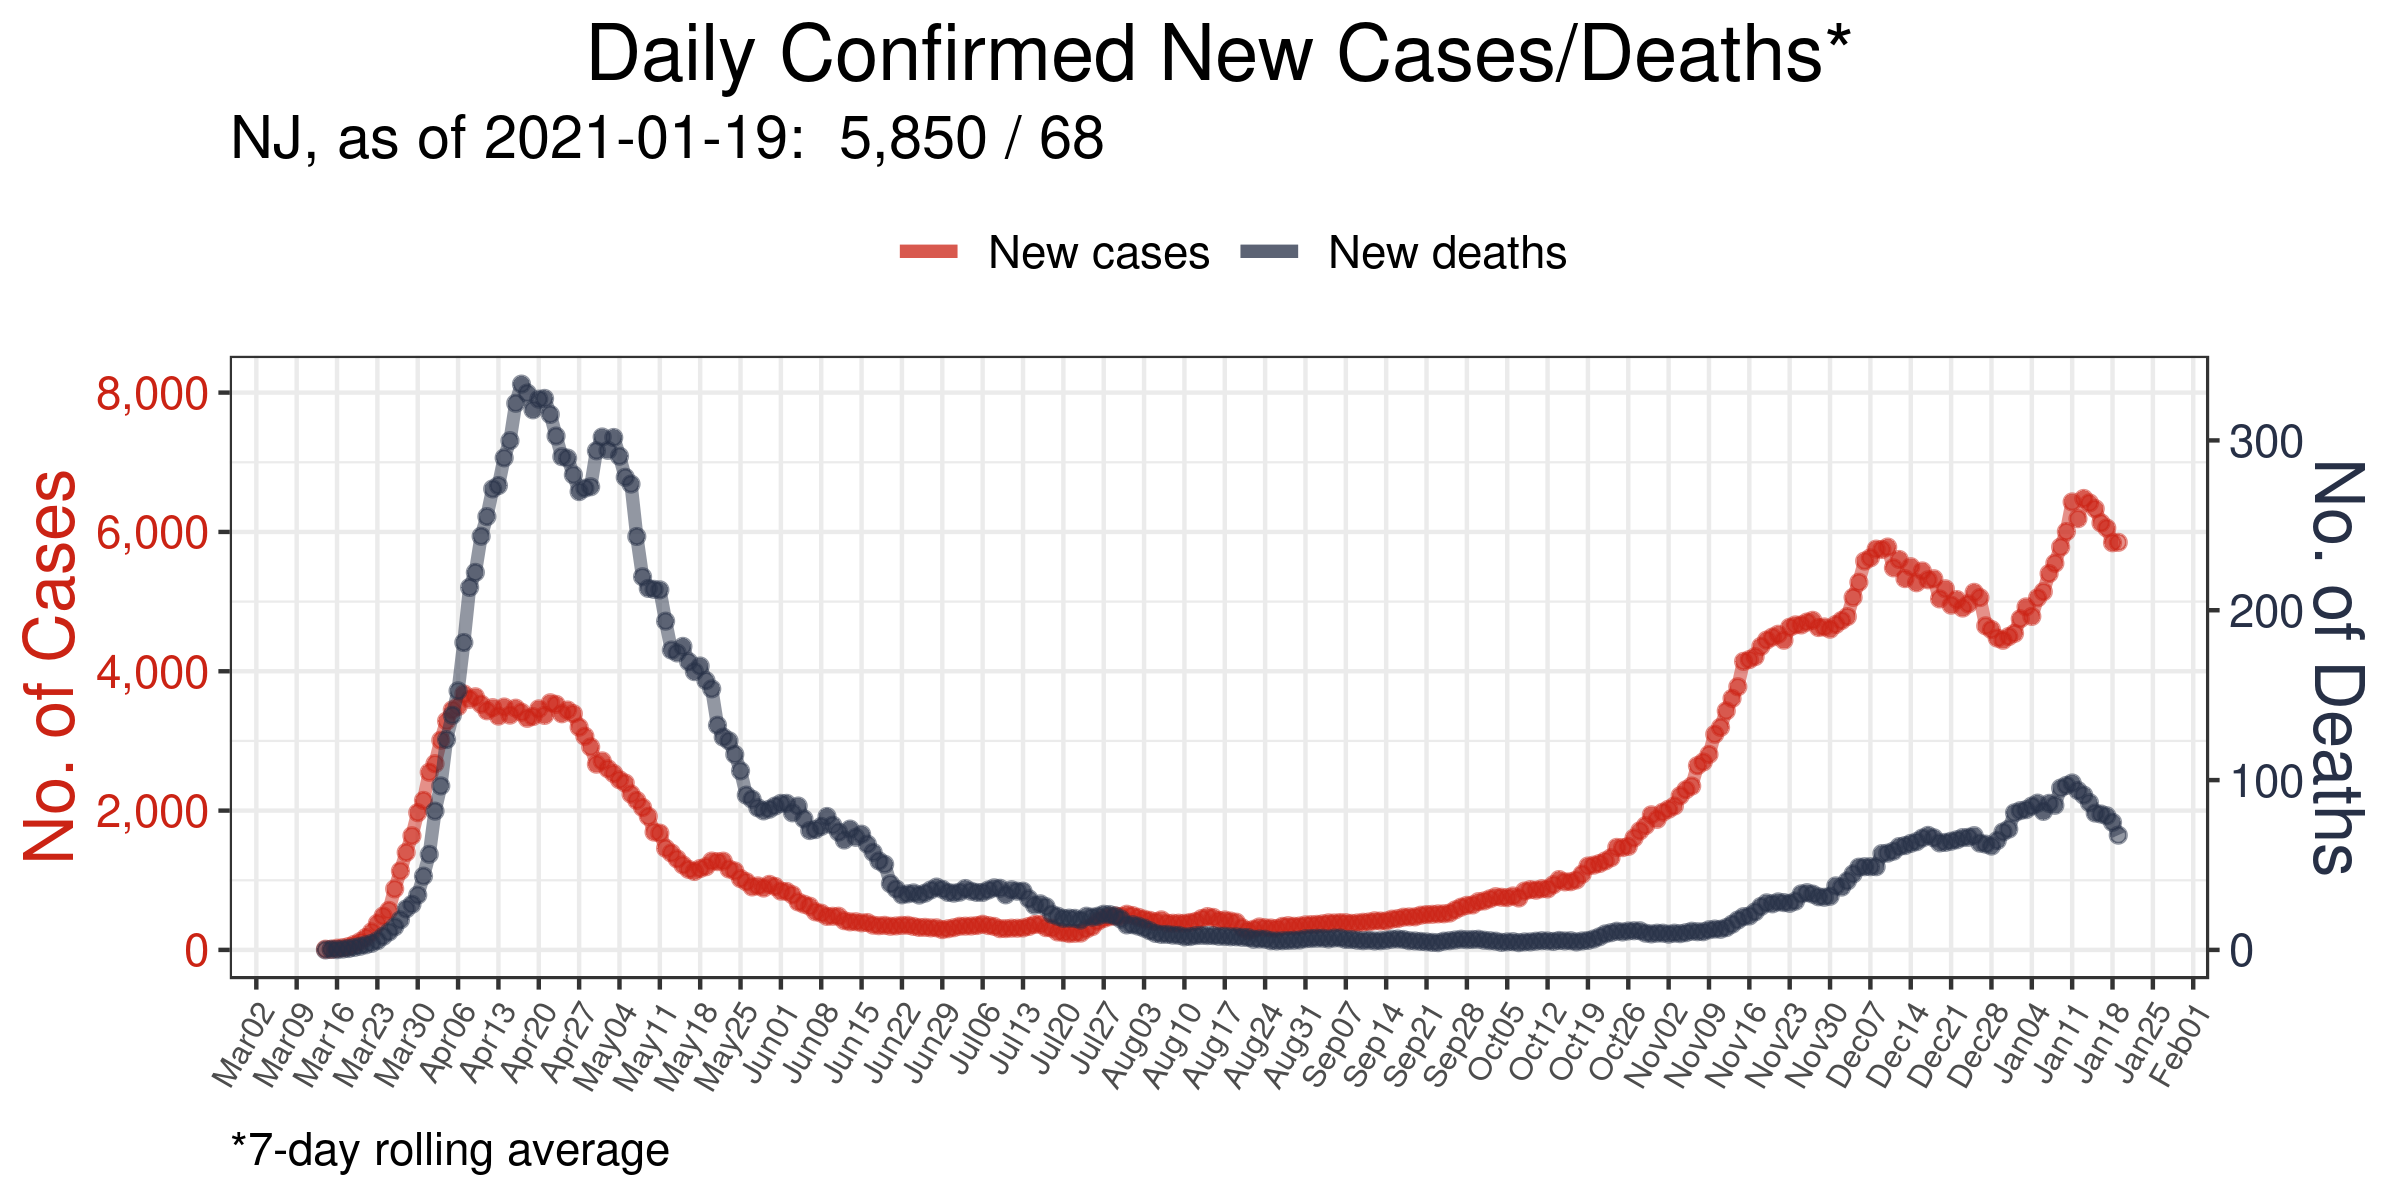 Daily Confirmed New Cases/Deaths*
NJ, as of 2021-01-19:  5,850 / 68
New cases
New deaths
No. of Cases
8,000
6,000
4,000
2,000
0
300
200
100
0
No. of Deaths
Mar02
Mar09
Mar16
Mar23
Mar30
Apr06
Apr13
Apr20
Apr27
May04
May11
May18
May25
Jun01
Jun08
Jun15
Jun22
Jun29
Jul06
Jul13
Jul20
Jul27
Aug03
Aug10
Aug17
Aug24
Aug31
Sep07
Sep14
Sep21
Sep28
Oct05
Oct12
Oct19
Oct26
Nov02
Nov09
Nov16
Nov23
Nov30
Dec07
Dec14
Dec21
Dec28
Jan04
Jan11
Jan18
Jan25
Feb01
*7-day rolling average